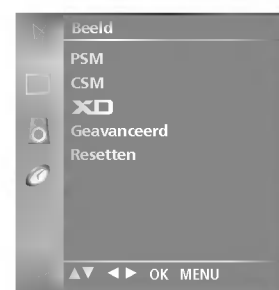 Beeld
PSM
CSM
XD
Geavanceerd
Resetten
▲▼ ◀▶ OK MENU